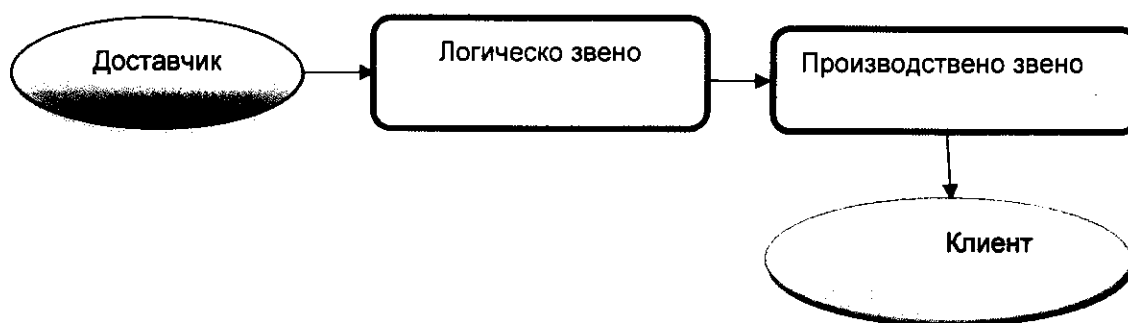 Доставчик
Логическо звено
Производствено звено
Клиент